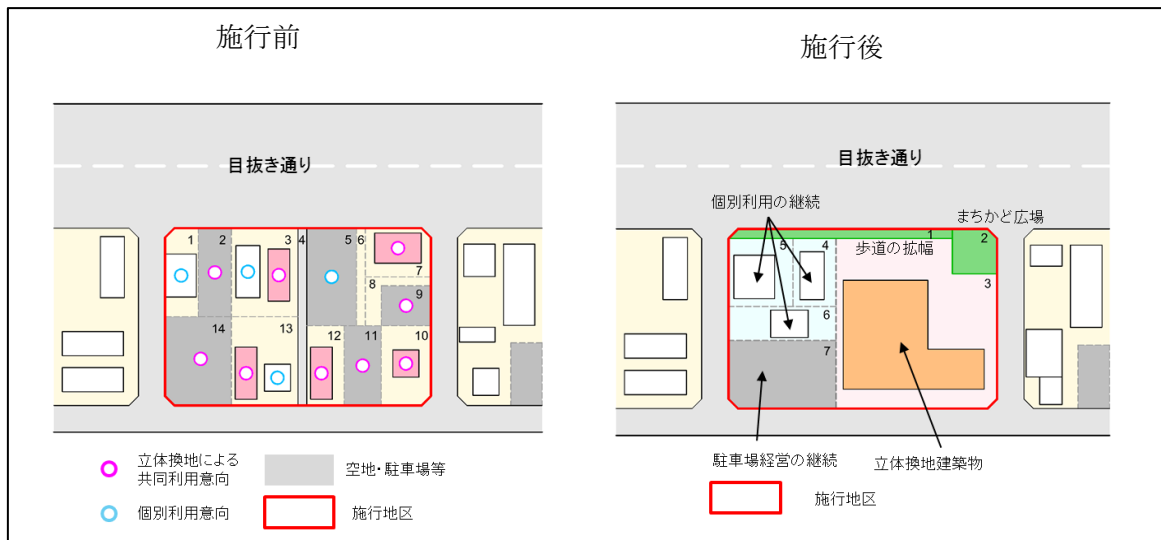 施行前
目抜き通り
1
2
3
4
5
6
7
8
9
14
13
12
11
10
立体換地による
共同利用意向
空地・駐車場等
個別利用意向
施行地区
施行後
目抜き通り
個別利用の継続
まちかど広場
1
2
歩道の拡幅
5
4
3
6
7
駐車場経営の継続
立体換地建築物
施行地区